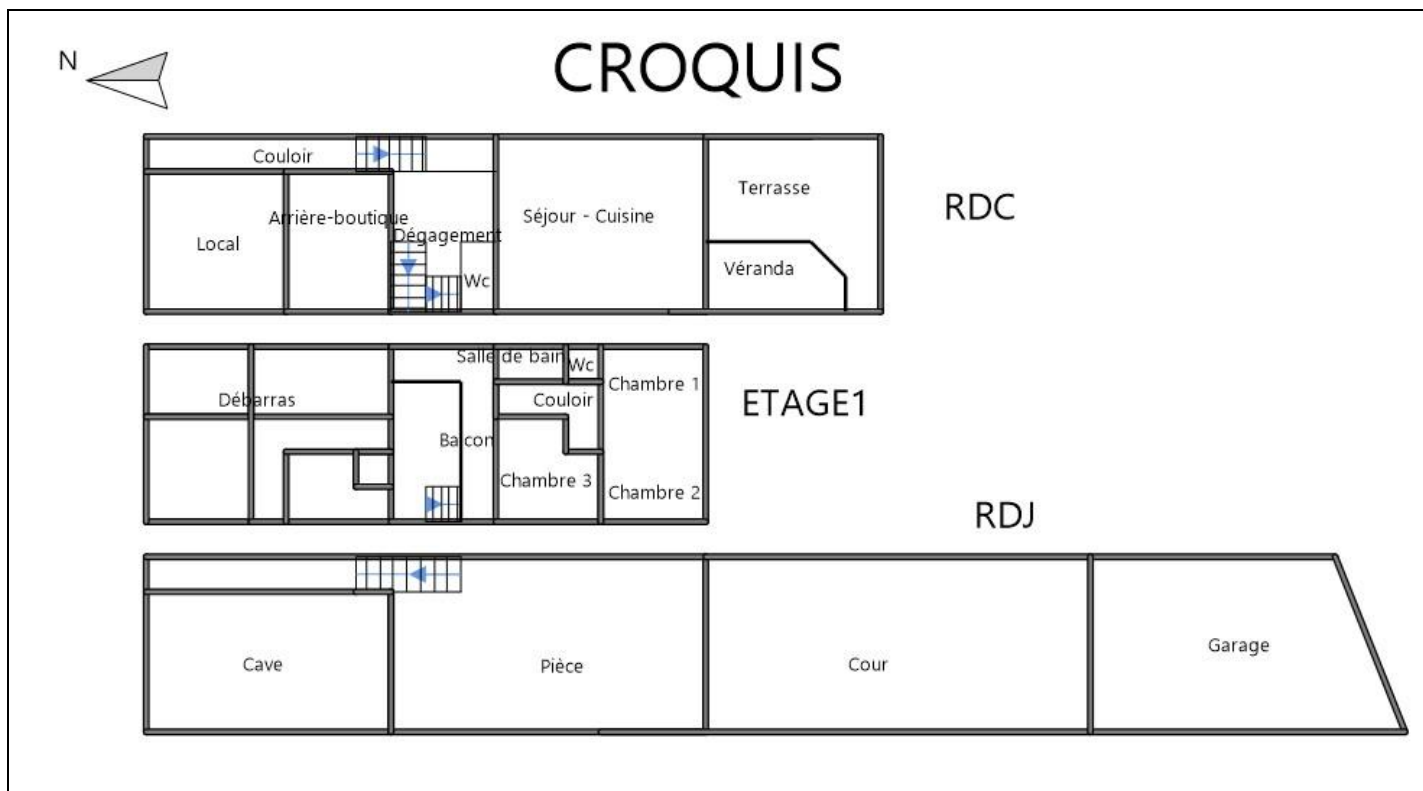 N
CROQUIS
Couloir
Terrasse
RDC
Arrière-boutique
Séjour - Cuisine
Dégagement
Local
Véranda
Wc
Salle de bain
Wc
Chambre 1
Débarras
Couloir
ETAGE1
Balcon
Chambre 3
Chambre 2
RDJ
Cave
Pièce
Cour
Garage